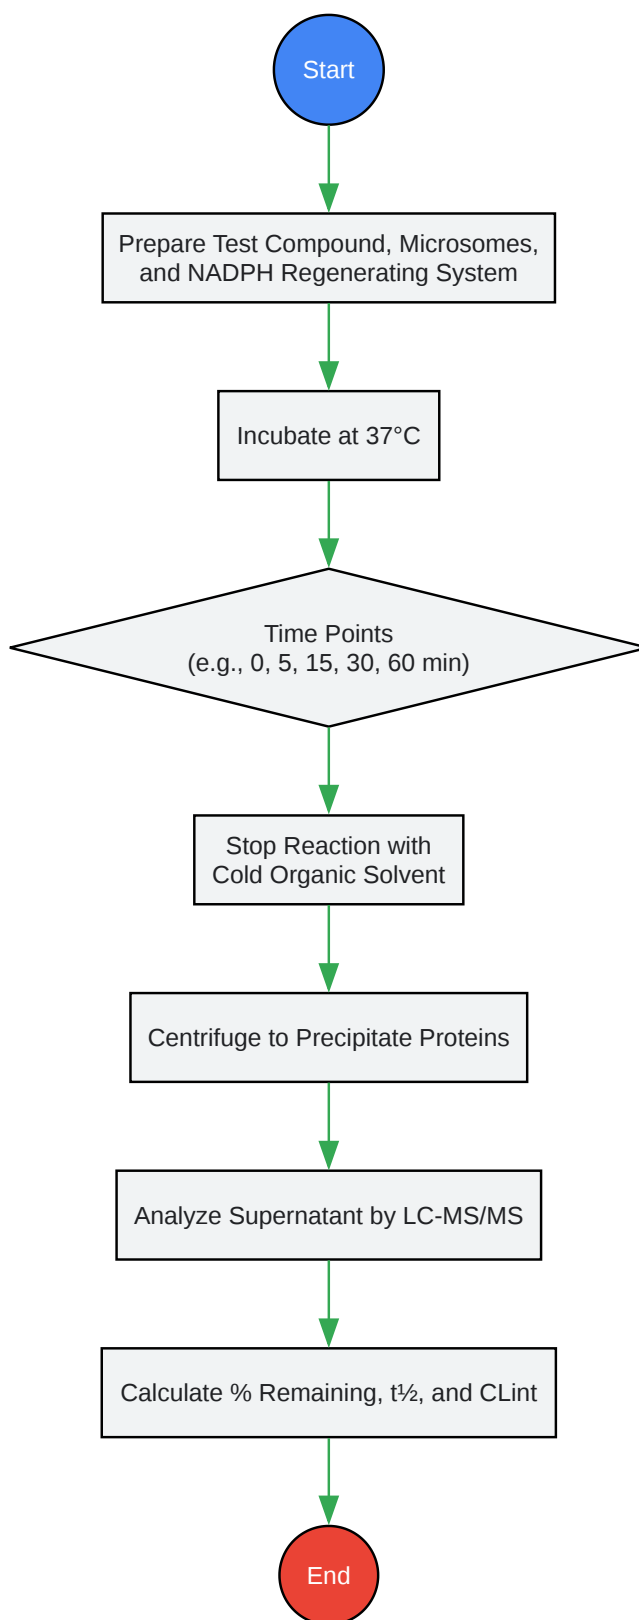 Start
Prepare Test Compound, Microsomes,
and NADPH Regenerating System
Incubate at 37°C
Time Points
(e.g., 0, 5, 15, 30, 60 min)
Stop Reaction with
Cold Organic Solvent
Centrifuge to Precipitate Proteins
Analyze Supernatant by LC-MS/MS
Calculate % Remaining, t½, and CLint
End